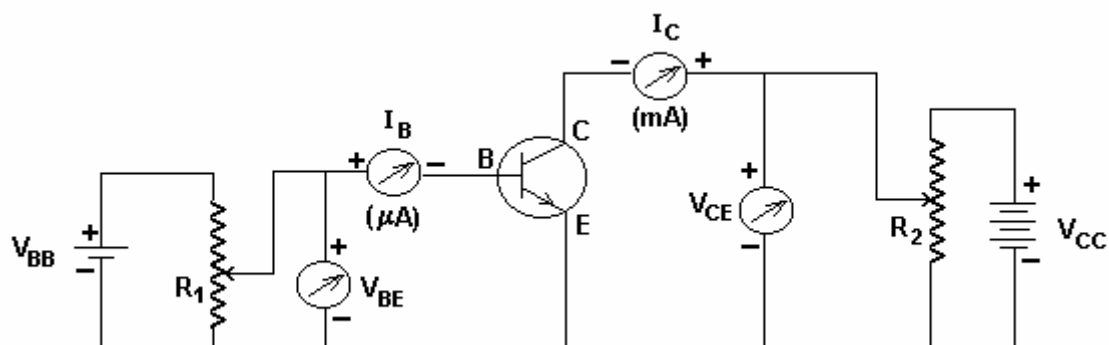 I_C
− +
(mA)
I_B
+ −
(μA)
B
C
E
+
V_CE
−
+
V_BB
−
R_1
+
V_BE
−
R_2
+
V_CC
−